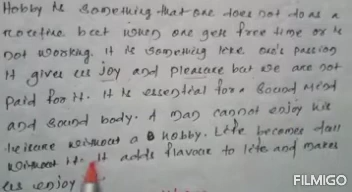 Hobby is something that one does not do as a
routine but when one gets free time or is
not working. It is something like one's passion
It gives us joy and pleasure but we are not
paid for it. It is essential for a sound mind
and sound body. A man cannot enjoy his
leisure without a hobby. Life becomes dull
without it. It adds flavour to life and makes
us enjoy
FILMIGO